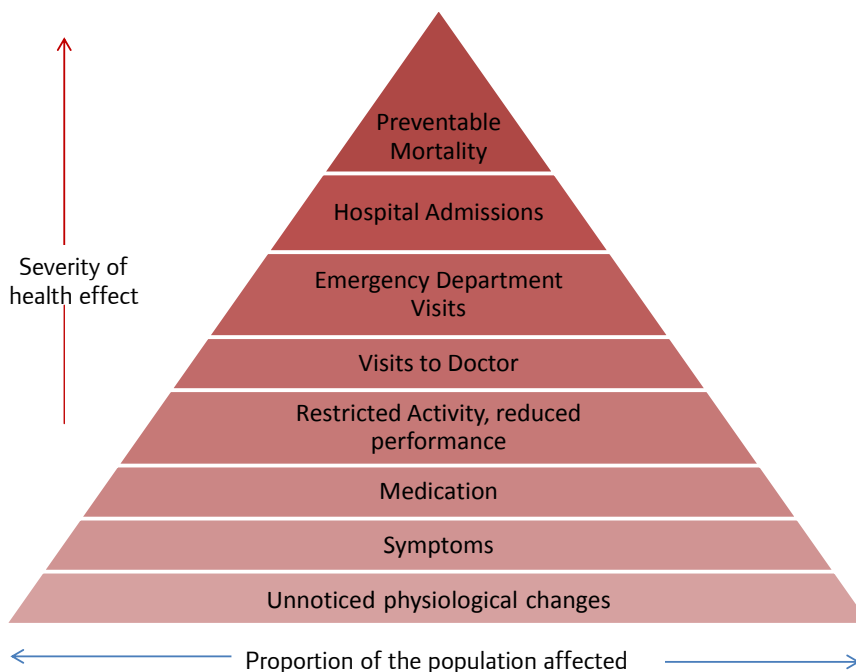 Preventable
Mortality
Hospital Admissions
Severity of
health effect
Emergency Department
Visits
Visits to Doctor
Restricted Activity, reduced
performance
Medication
Symptoms
Unnoticed physiological changes
Proportion of the population affected